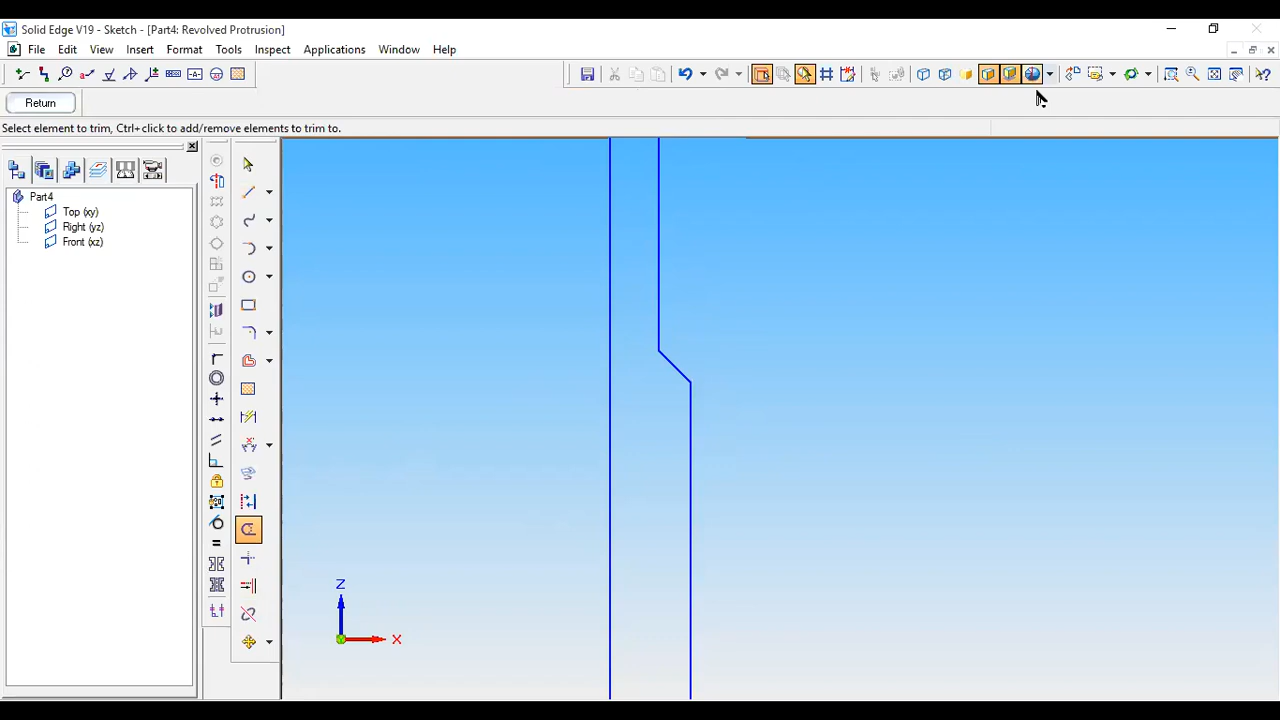 Solid Edge V19 - Sketch - [Part4: Revolved Protrusion]
File Edit View Insert Format Tools Inspect Applications Window Help
Return
Select element to trim, Ctrl+click to add/remove elements to trim to.
Part4
Top (xy)
Right (yz)
Front (xz)
Z
X